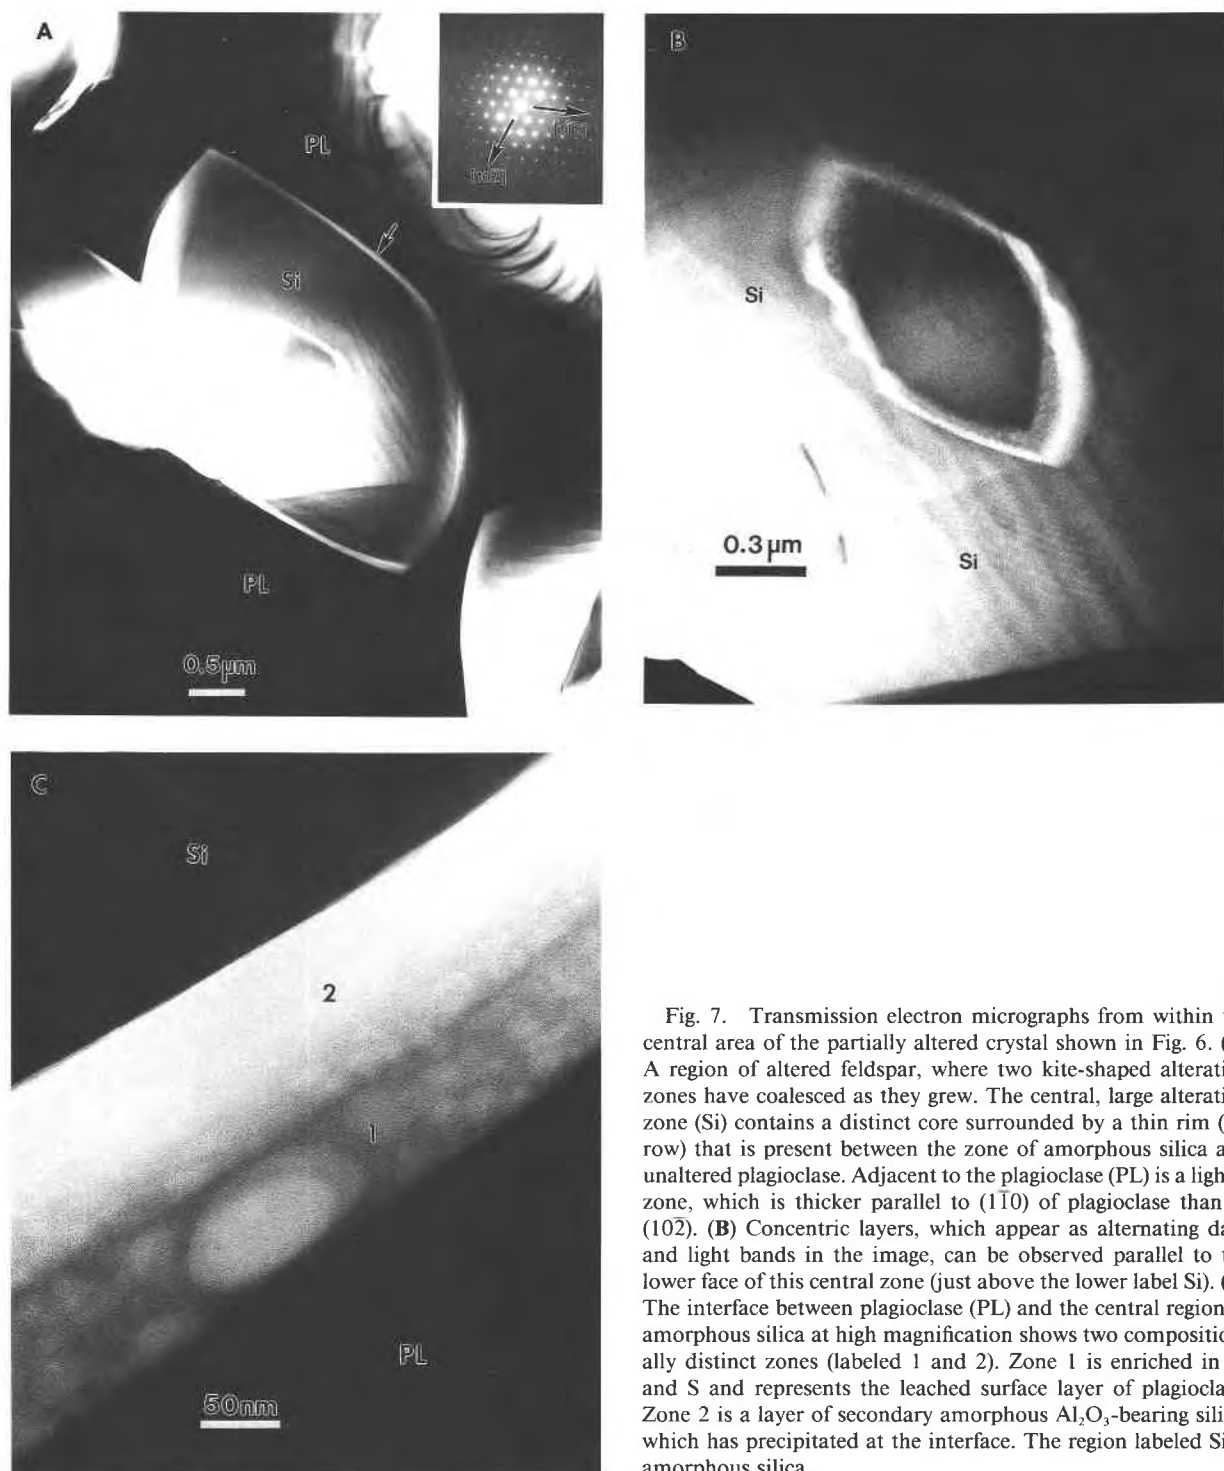 A
PL
Si
PL
0.5µm
B
Si
0.3 µm
Si
C
Si
2
1
PL
50nm
Fig. 7. Transmission electron micrographs from within
central area of the partially altered crystal shown in Fig. 6.
A region of altered feldspar, where two kite-shaped alterati
zones have coalesced as they grew. The central, large alterati
zone (Si) contains a distinct core surrounded by a thin rim
row) that is present between the zone of amorphous silica a
unaltered plagioclase. Adjacent to the plagioclase (PL) is a light
zone, which is thicker parallel to (11̅0) of plagioclase than
(102̅). (B) Concentric layers, which appear as alternating da
and light bands in the image, can be observed parallel to
lower face of this central zone (just above the lower label Si).
The interface between plagioclase (PL) and the central region
amorphous silica at high magnification shows two composition
ally distinct zones (labeled 1 and 2). Zone 1 is enriched in
and S and represents the leached surface layer of plagiocla
Zone 2 is a layer of secondary amorphous Al₂O₃-bearing sili
which has precipitated at the interface. The region labeled Si
amorphous silica.